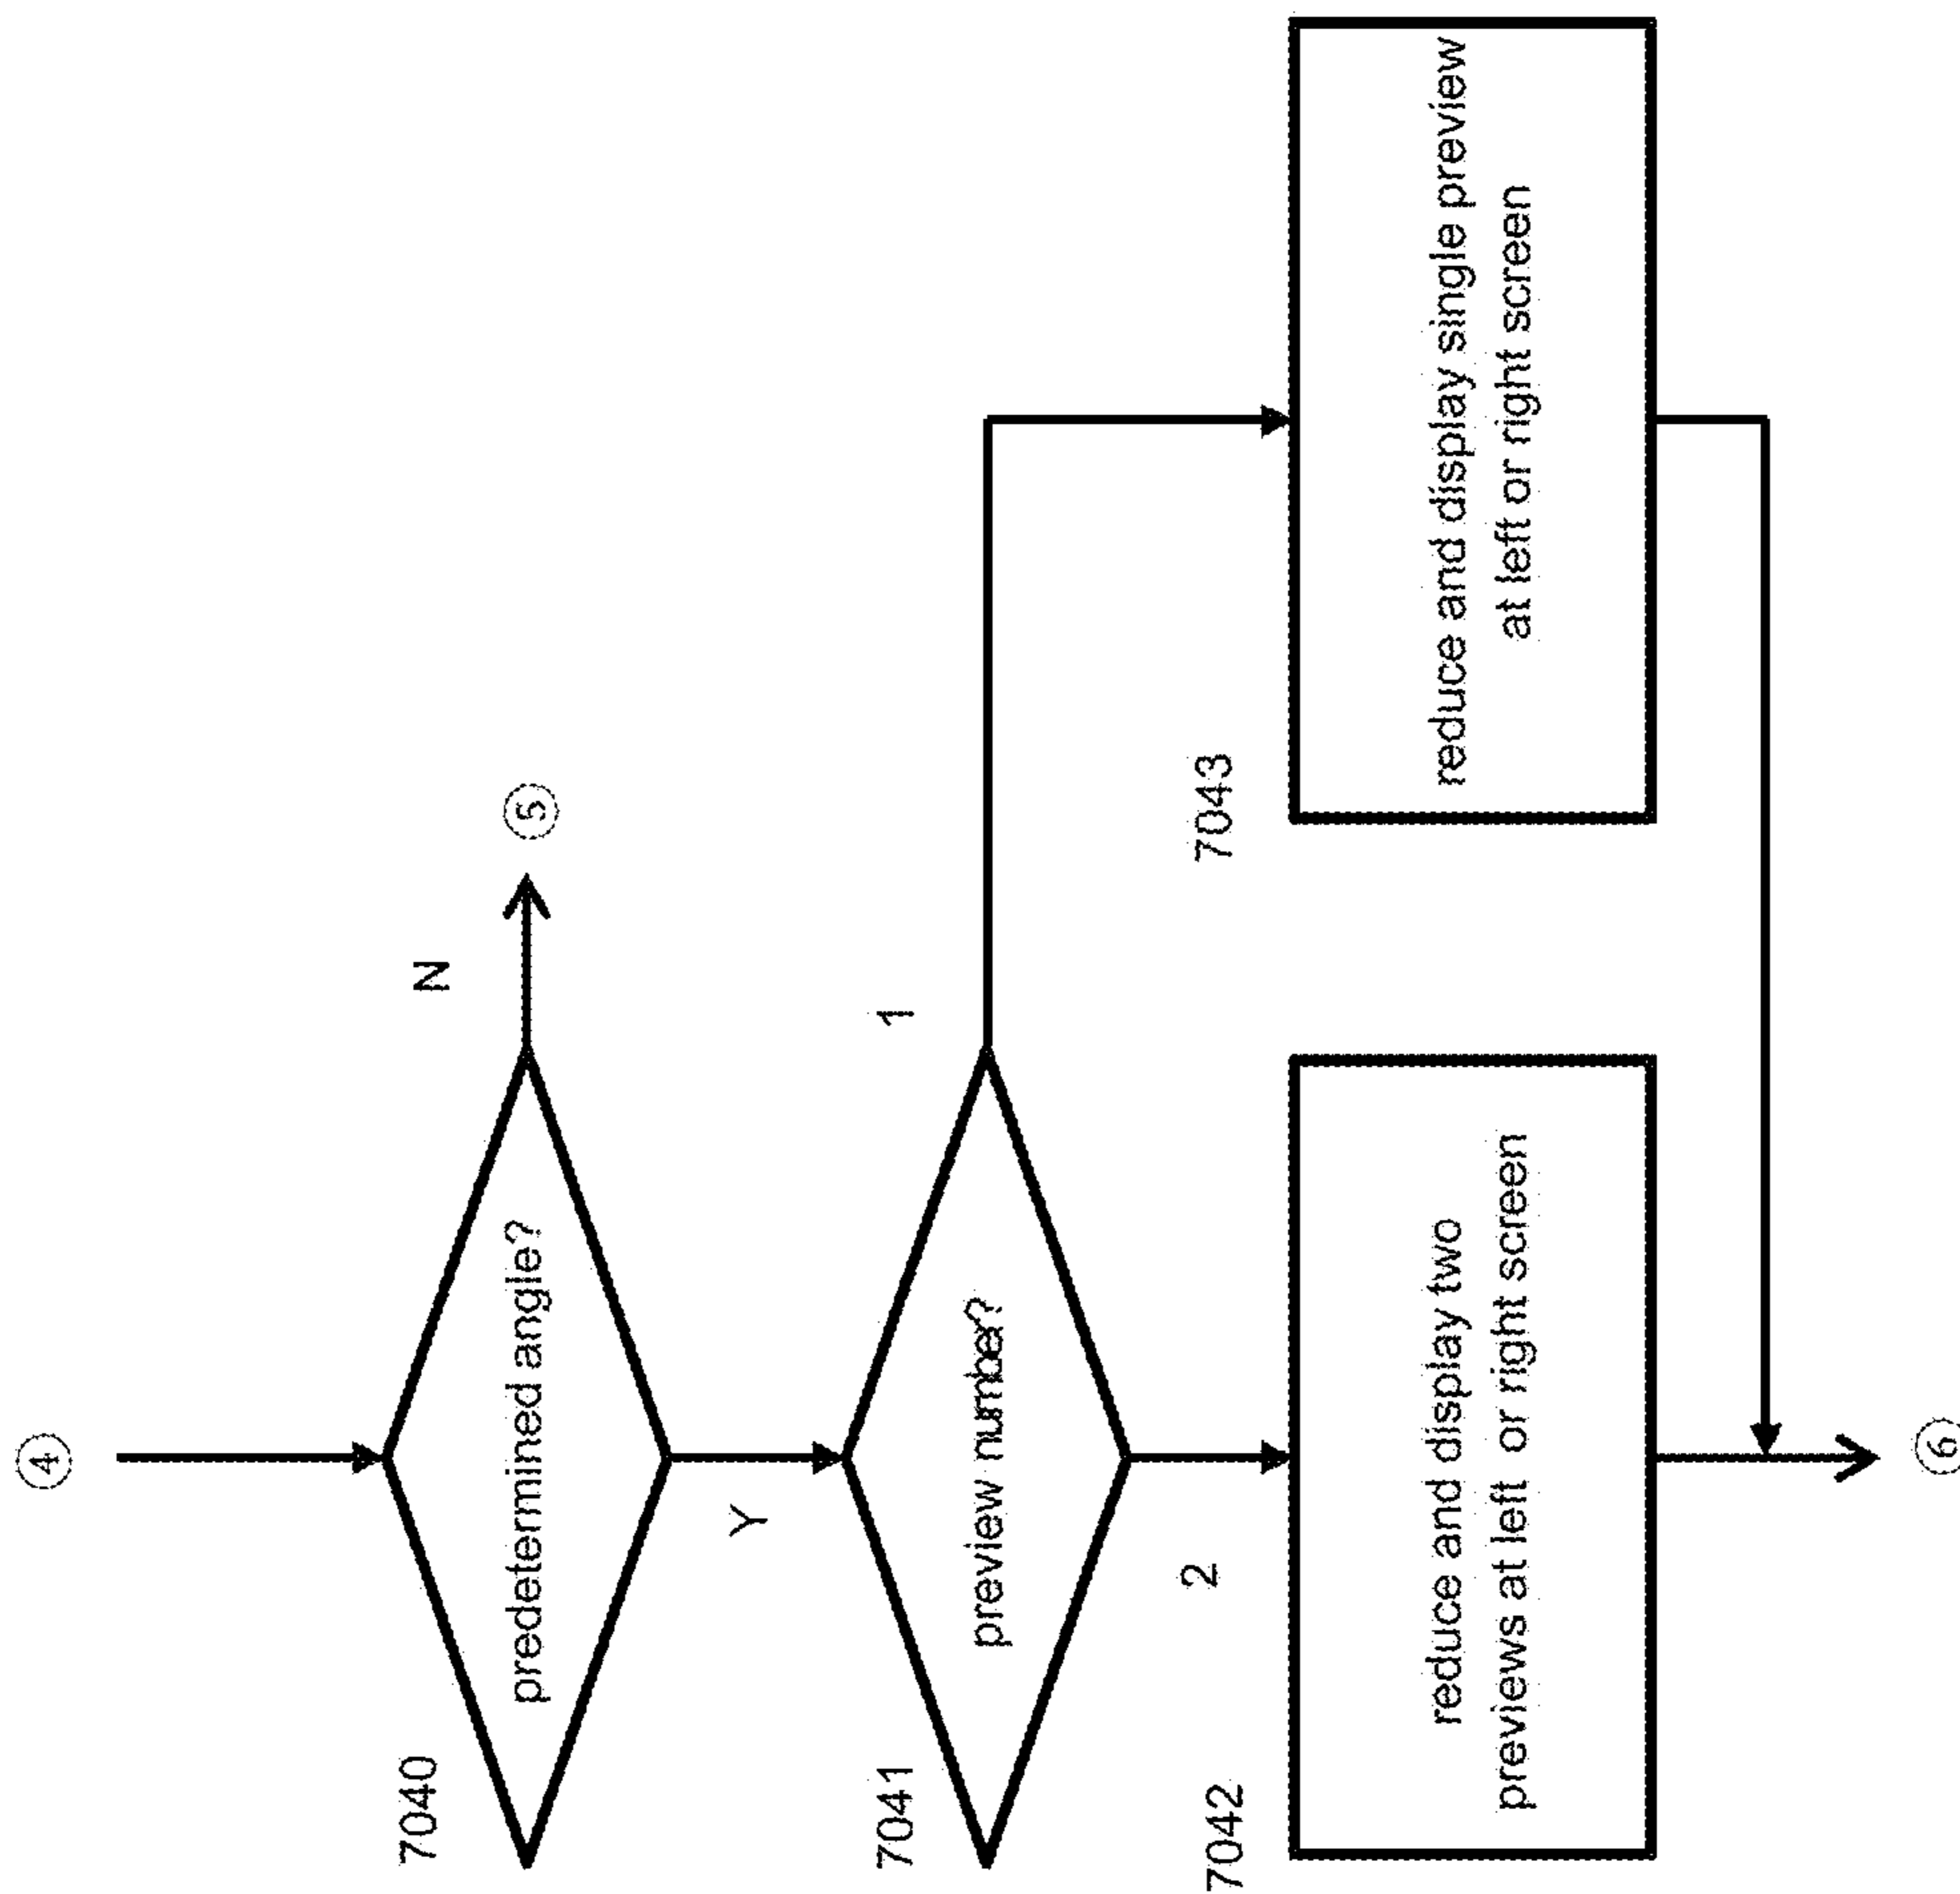 ④
7040
predetermined angle?
N
⑤
Y
7041
preview number?
1
2
7042
reduce and display two
previews at left or right screen
7043
reduce and display single preview
at left or right screen
⑥